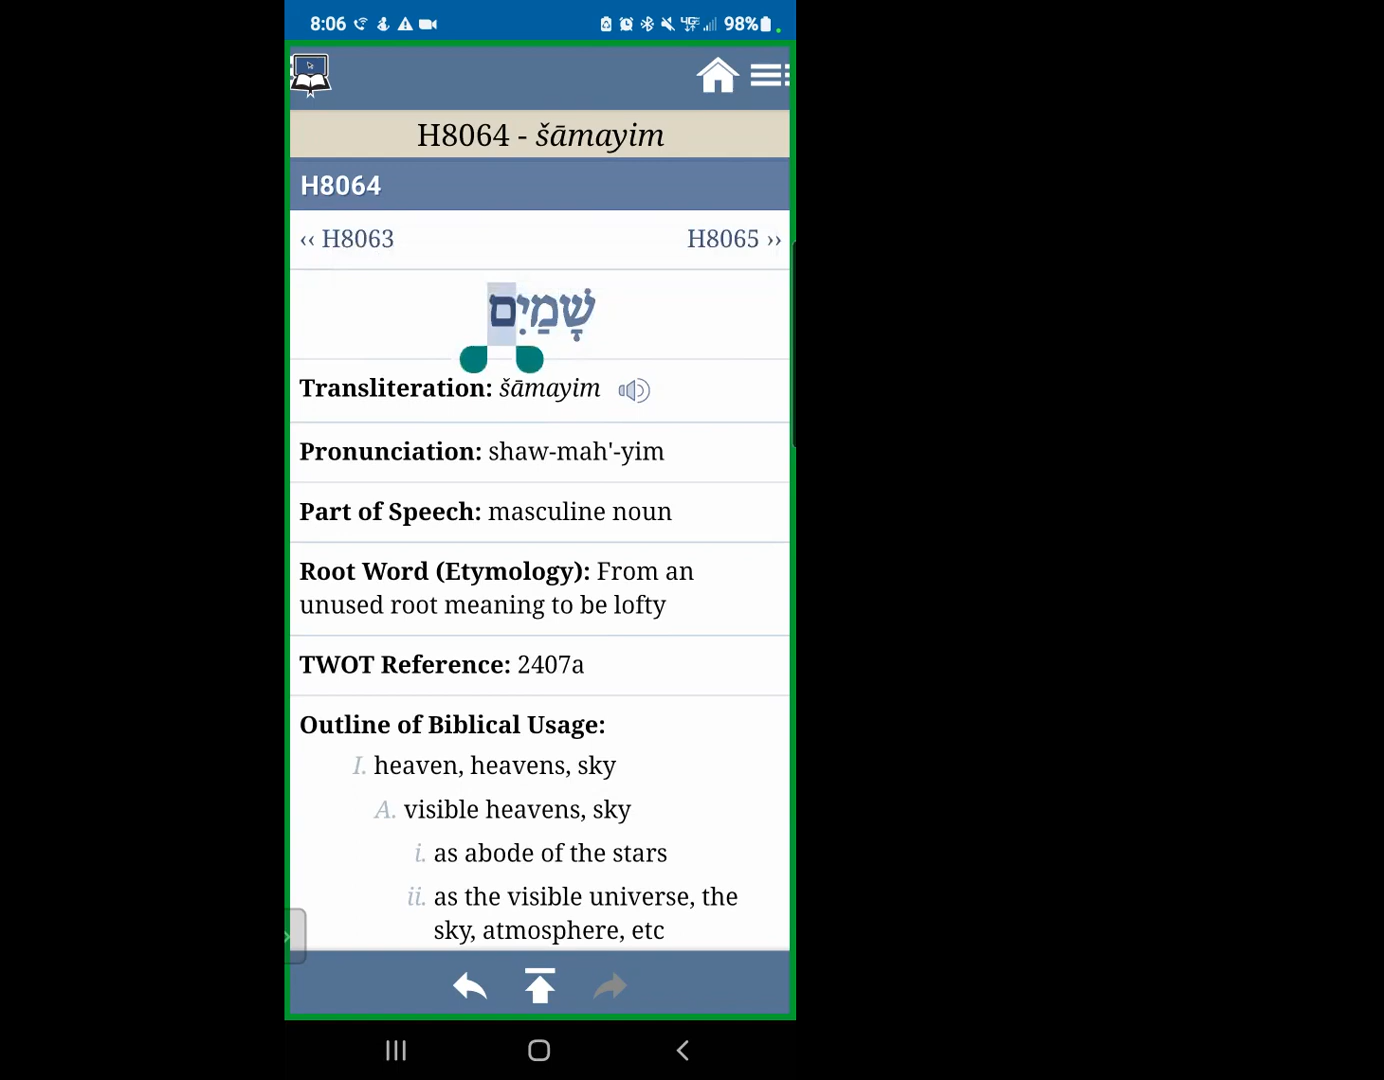 8:06 98%
H8064 - šāmayim
H8064
‹‹ H8063 H8065 ››
שָׁמַיִם
Transliteration: šāmayim
Pronunciation: shaw-mah'-yim
Part of Speech: masculine noun
Root Word (Etymology): From an
unused root meaning to be lofty
TWOT Reference: 2407a
Outline of Biblical Usage:
I. heaven, heavens, sky
A. visible heavens, sky
i. as abode of the stars
ii. as the visible universe, the
sky, atmosphere, etc